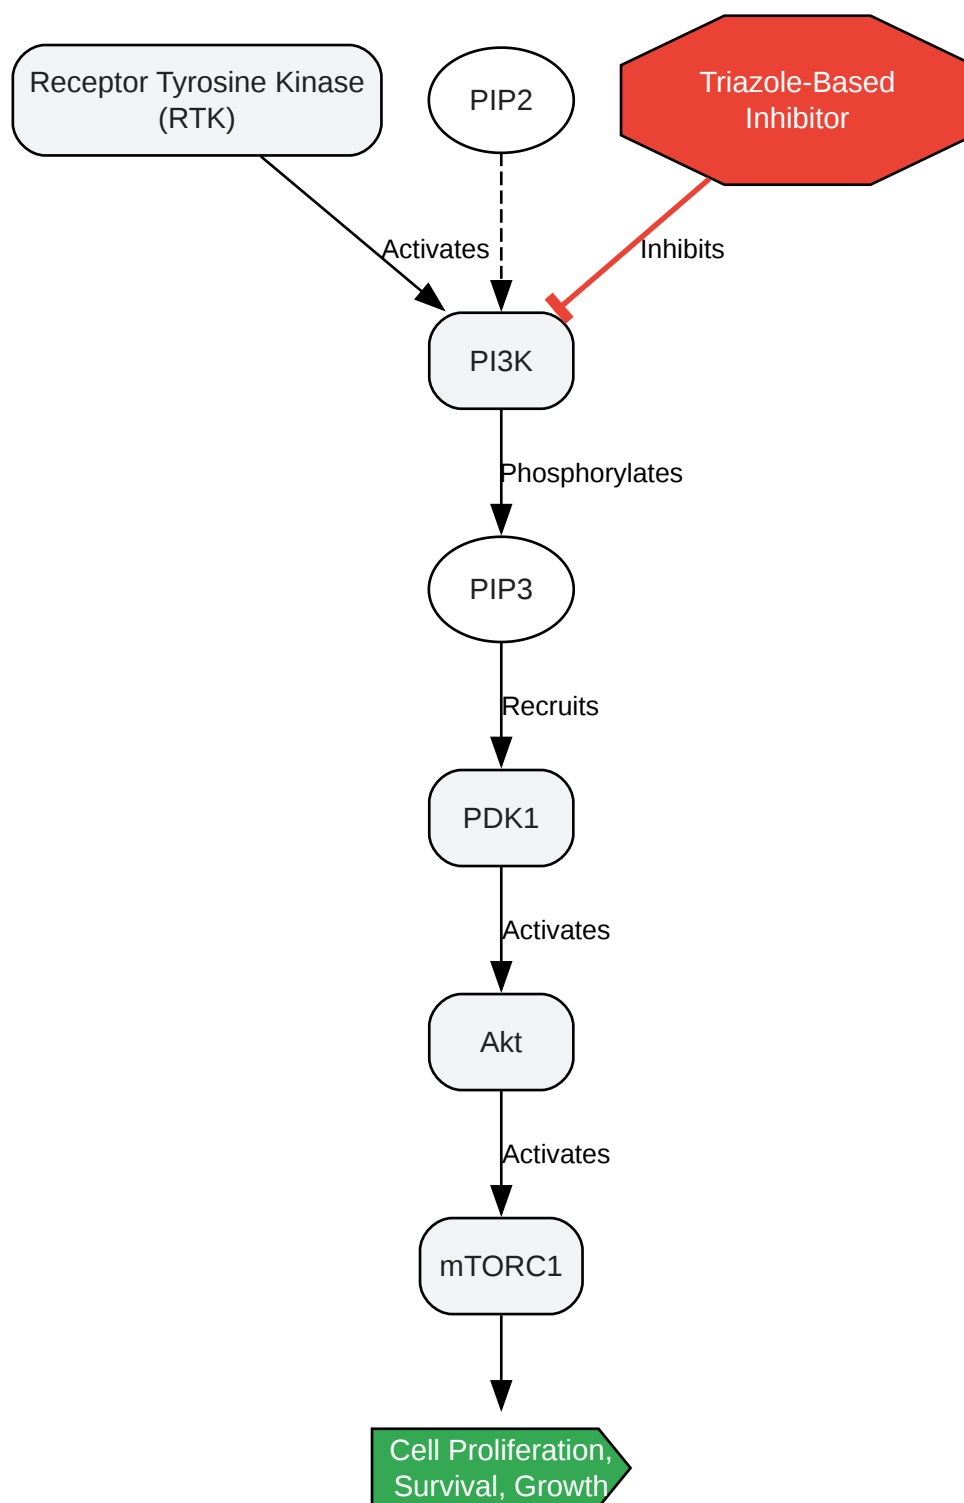 Receptor Tyrosine Kinase
(RTK)
PIP2
Triazole-Based
Inhibitor
Activates
Inhibits
PI3K
Phosphorylates
PIP3
Recruits
PDK1
Activates
Akt
Activates
mTORC1
Cell Proliferation,
Survival, Growth